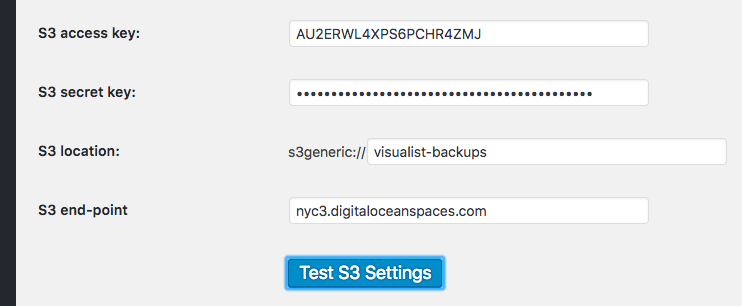 S3 access key: AU2ERWL4XPS6PCHR4ZMJ
S3 secret key: •••••••••••••••••••••••••••••••••••••••••••
S3 location: s3generic:// visualist-backups
S3 end-point nyc3.digitaloceanspaces.com
Test S3 Settings